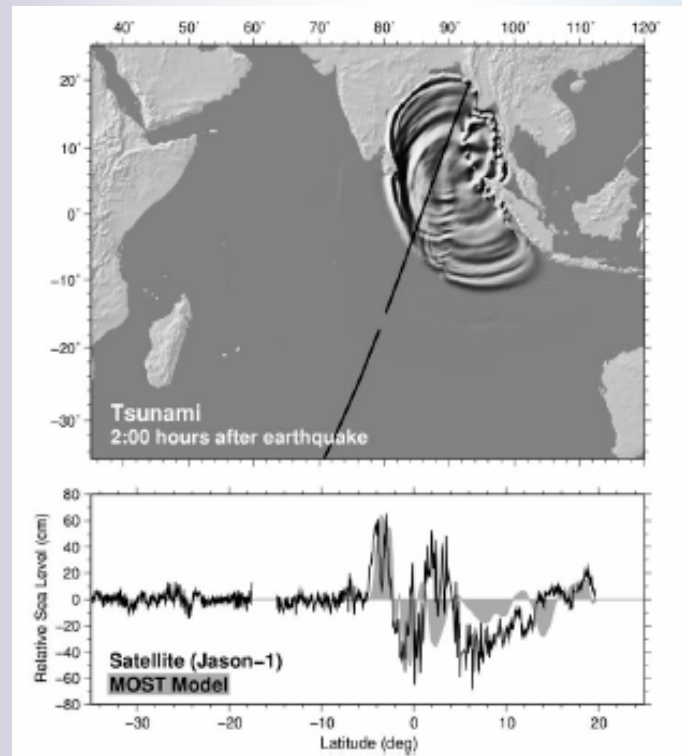 40° 50° 60° 70° 80° 90° 100° 110° 120°
20°
10°
0°
-10°
-20°
-30°
Tsunami
2:00 hours after earthquake
80
60
40
20
0
-20
-40
-60
-80
Relative Sea Level (cm)
Satellite (Jason-1)
MOST Model
-30 -20 -10 0 10 20
Latitude (deg)